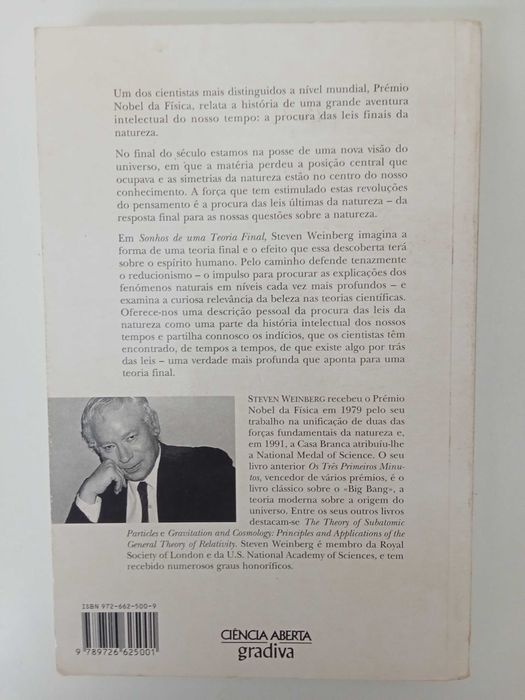 Um dos cientistas mais distinguidos a nível mundial, Prémio
Nobel da Física, relata a história de uma grande aventura
intelectual do nosso tempo: a procura das leis finais da
natureza.
No final do século estamos na posse de uma nova visão do
universo, em que a matéria perdeu a posição central que
ocupava e as simetrias da natureza estão no centro do nosso
conhecimento. A força que tem estimulado estas revoluções
do pensamento é a procura das leis últimas da natureza – da
resposta final para as nossas questões sobre a natureza.
Em Sonhos de uma Teoria Final, Steven Weinberg imagina a
forma de uma teoria final e o efeito que essa descoberta terá
sobre o espírito humano. Pelo caminho defende tenazmente
o reducionismo – o impulso para procurar as explicações dos
fenómenos naturais em níveis cada vez mais profundos – e
examina a curiosa relevância da beleza nas teorias científicas.
Oferece-nos uma descrição pessoal da procura das leis da
natureza como uma parte da história intelectual dos nossos
tempos e partilha connosco os indícios, que os cientistas têm
encontrado, de tempos a tempos, de que existe algo por trás
das leis – uma verdade mais profunda que aponta para uma
teoria final.
STEVEN WEINBERG recebeu o Prémio
Nobel da Física em 1979 pelo seu
trabalho na unificação de duas das
forças fundamentais da natureza e,
em 1991, a Casa Branca atribuíu-lhe
a National Medal of Science. O seu
livro anterior Os Três Primeiros Minu-
tos, vencedor de vários prémios, é o
livro clássico sobre o «Big Bang», a
teoria moderna sobre a origem do
universo. Entre os seus outros livros
destacam-se The Theory of Subatomic
Particles e Gravitation and Cosmology: Principles and Applications of the
General Theory of Relativity. Steven Weinberg é membro da Royal
Society of London e da U.S. National Academy of Sciences, e tem
recebido numerosos graus honoríficos.
ISBN 972-662-500-9
9 789726 625001
CIÊNCIA ABERTA
gradiva